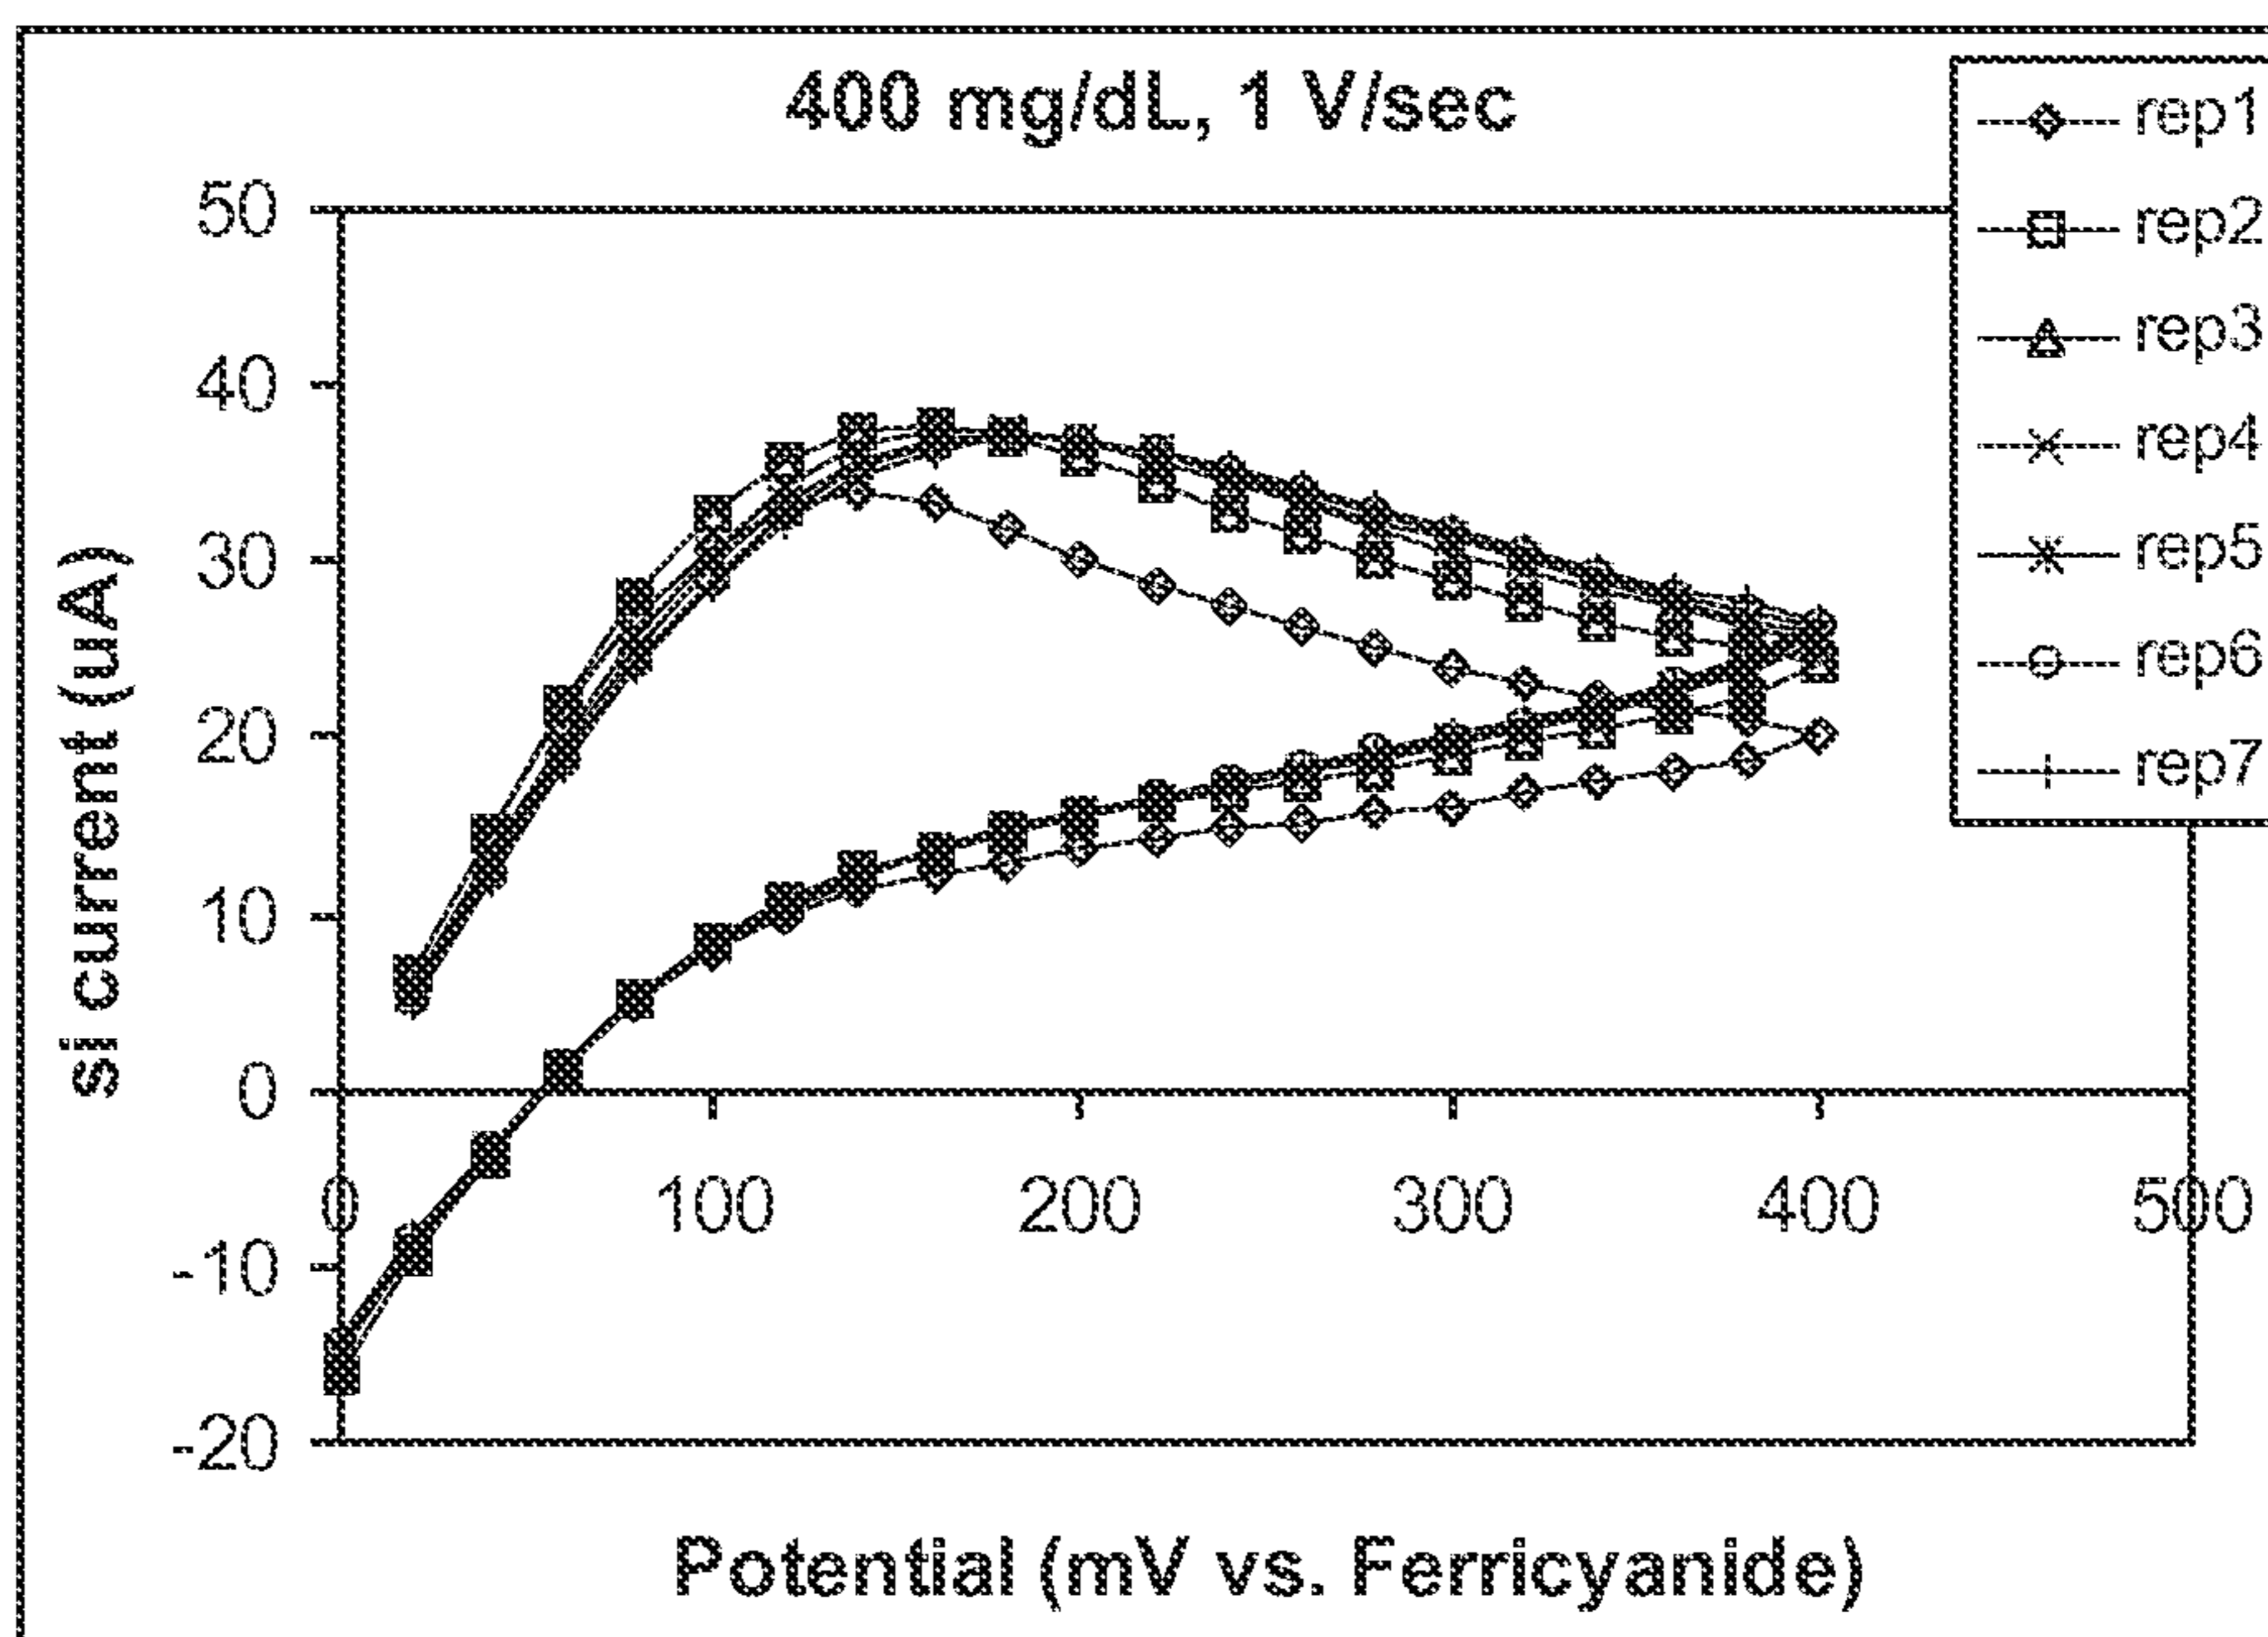 400 mg/dL, 1 V/sec
rep1
rep2
rep3
rep4
rep5
rep6
rep7
50
40
30
20
10
0
-10
-20
si current (uA)
0 100 200 300 400 500
Potential (mV vs. Ferricyanide)